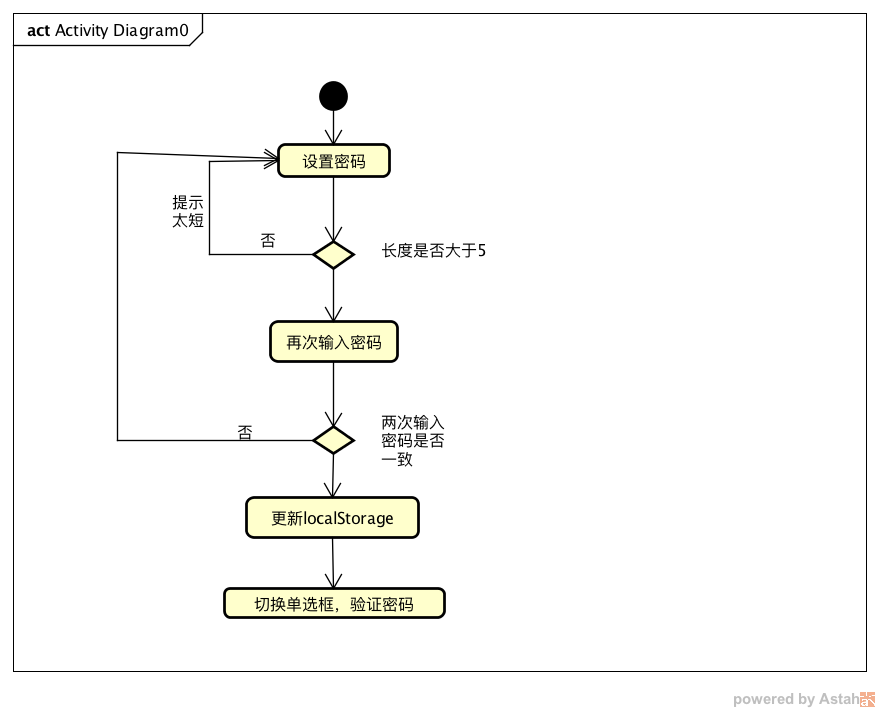 act Activity Diagram0
设置密码
提示
太短
否
长度是否大于5
再次输入密码
否
两次输入
密码是否
一致
更新localStorage
切换单选框，验证密码
powered by Astah